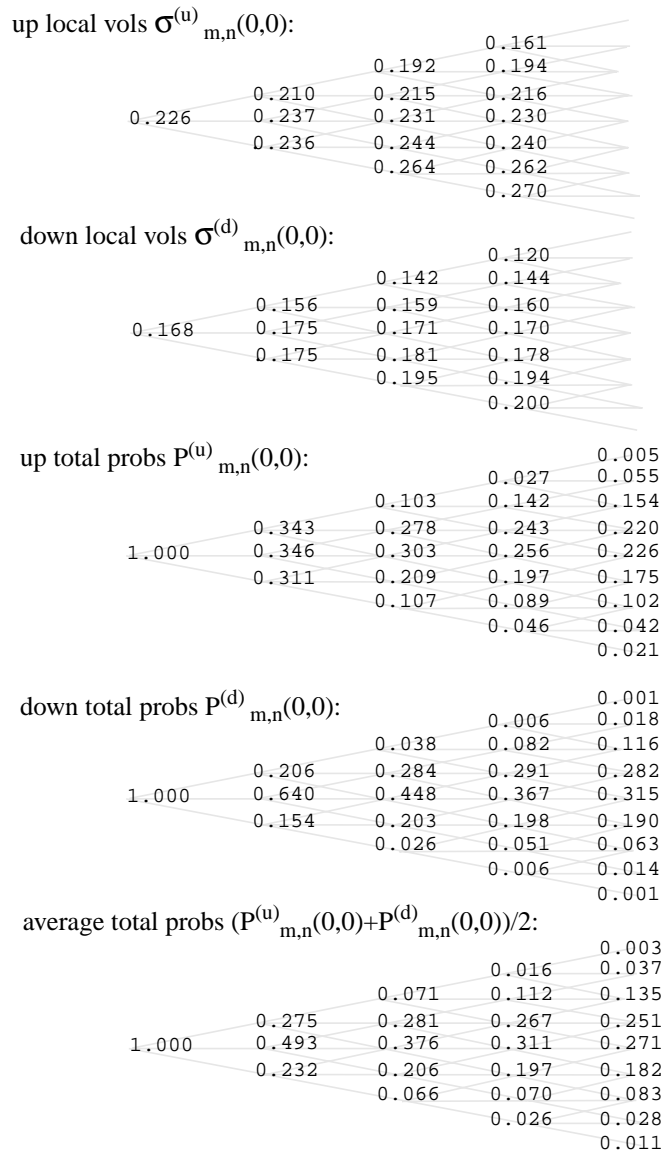 up local vols σ(u)m,n(0,0):
0.161
0.192 0.194
0.210 0.215 0.216
0.226 0.237 0.231 0.230
0.236 0.244 0.240
0.264 0.262
0.270
down local vols σ(d)m,n(0,0):
0.120
0.142 0.144
0.156 0.159 0.160
0.168 0.175 0.171 0.170
0.175 0.181 0.178
0.195 0.194
0.200
up total probs P(u)m,n(0,0):
0.005
0.027 0.055
0.103 0.142 0.154
0.343 0.278 0.243 0.220
1.000 0.346 0.303 0.256 0.226
0.311 0.209 0.197 0.175
0.107 0.089 0.102
0.046 0.042
0.021
down total probs P(d)m,n(0,0):
0.001
0.006 0.018
0.038 0.082 0.116
0.206 0.284 0.291 0.282
1.000 0.640 0.448 0.367 0.315
0.154 0.203 0.198 0.190
0.026 0.051 0.063
0.006 0.014
0.001
average total probs (P(u)m,n(0,0)+P(d)m,n(0,0))/2:
0.003
0.016 0.037
0.071 0.112 0.135
0.275 0.281 0.267 0.251
1.000 0.493 0.376 0.311 0.271
0.232 0.206 0.197 0.182
0.066 0.070 0.083
0.026 0.028
0.011